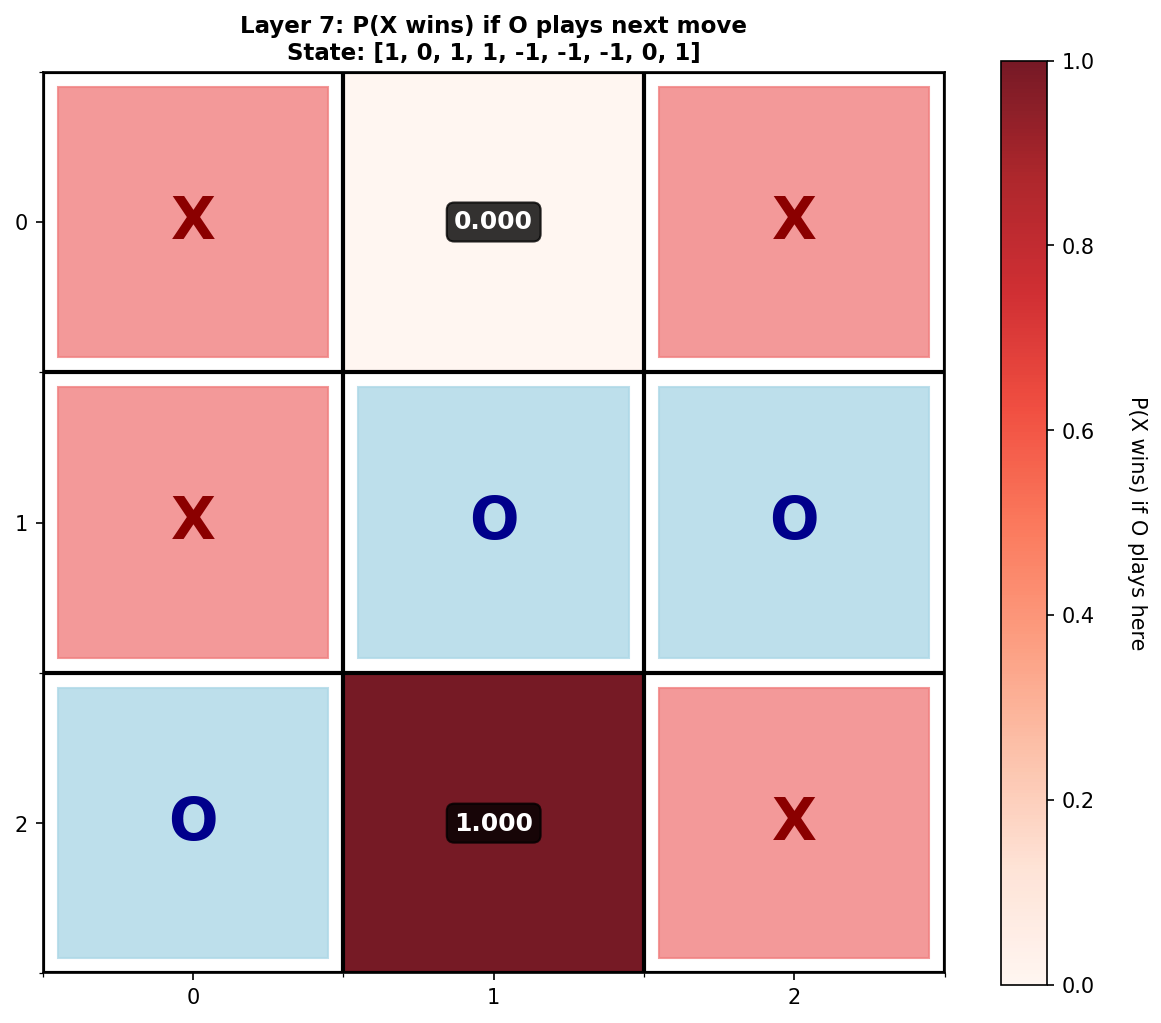 Layer 7: P(X wins) if O plays next move
State: [1, 0, 1, 1, -1, -1, -1, 0, 1]
X
0.000
X
X
O
O
O
1.000
X
0
1
2
0
1
2
1.0
0.8
0.6
0.4
0.2
0.0
P(X wins) if O plays here